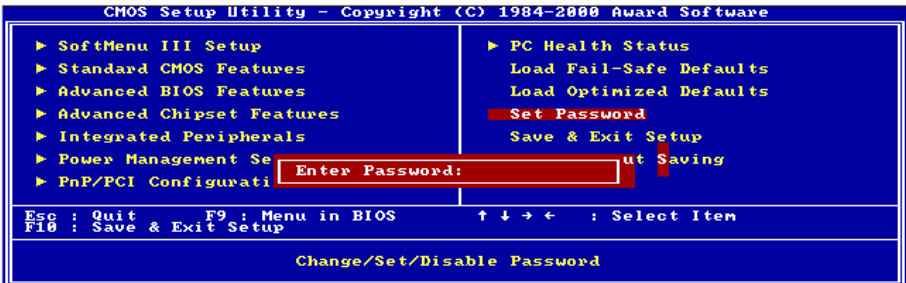 CMOS Setup Utility - Copyright (C) 1984-2000 Award Software
► SoftMenu III Setup
► Standard CMOS Features
► Advanced BIOS Features
► Advanced Chipset Features
► Integrated Peripherals
► Power Management Se
► PnP/PCI Configurati
► PC Health Status
Load Fail-Safe Defaults
Load Optimized Defaults
Set Password
Save & Exit Setup
ut Saving
Enter Password:
Esc : Quit F9 : Menu in BIOS ↑ ↓ → ← : Select Item
F10 : Save & Exit Setup
Change/Set/Disable Password